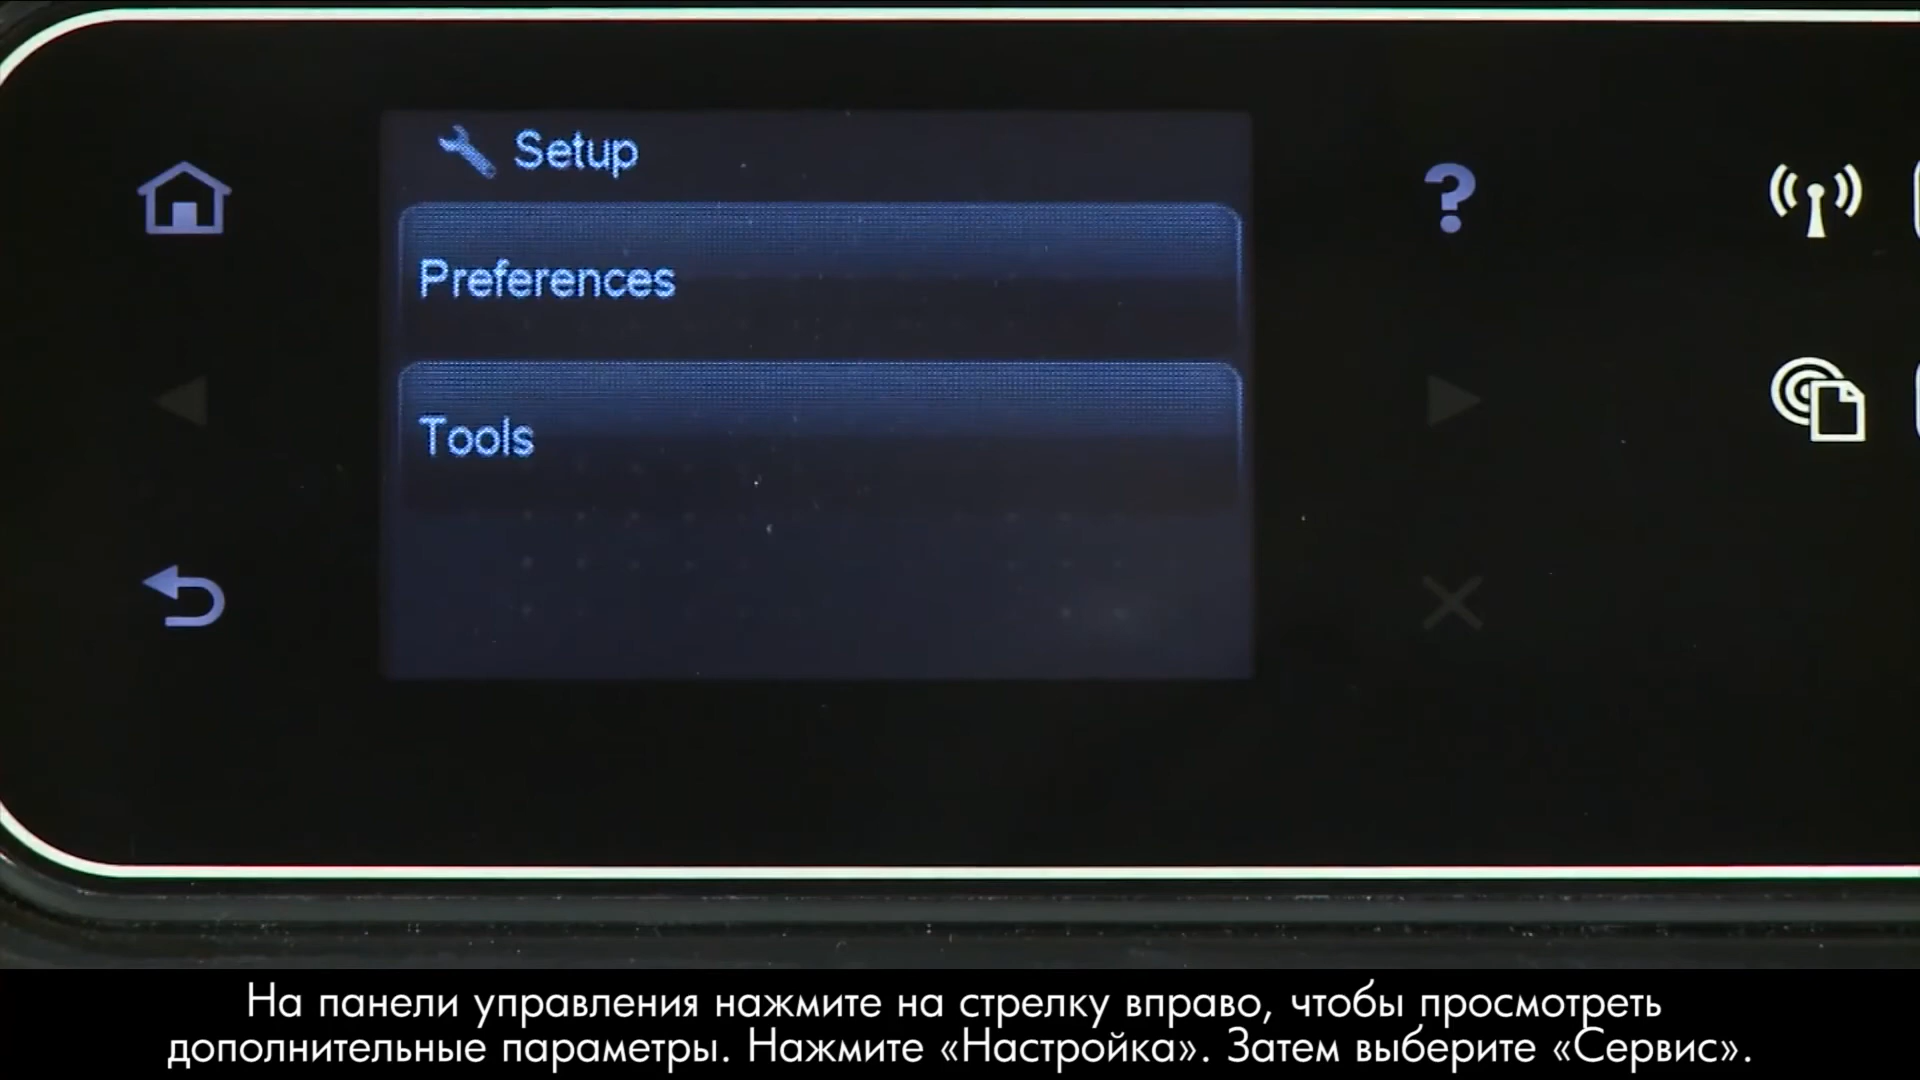 Setup
Preferences
Tools
На панели управления нажмите на стрелку вправо, чтобы просмотреть
дополнительные параметры. Нажмите «Настройка». Затем выберите «Сервис».